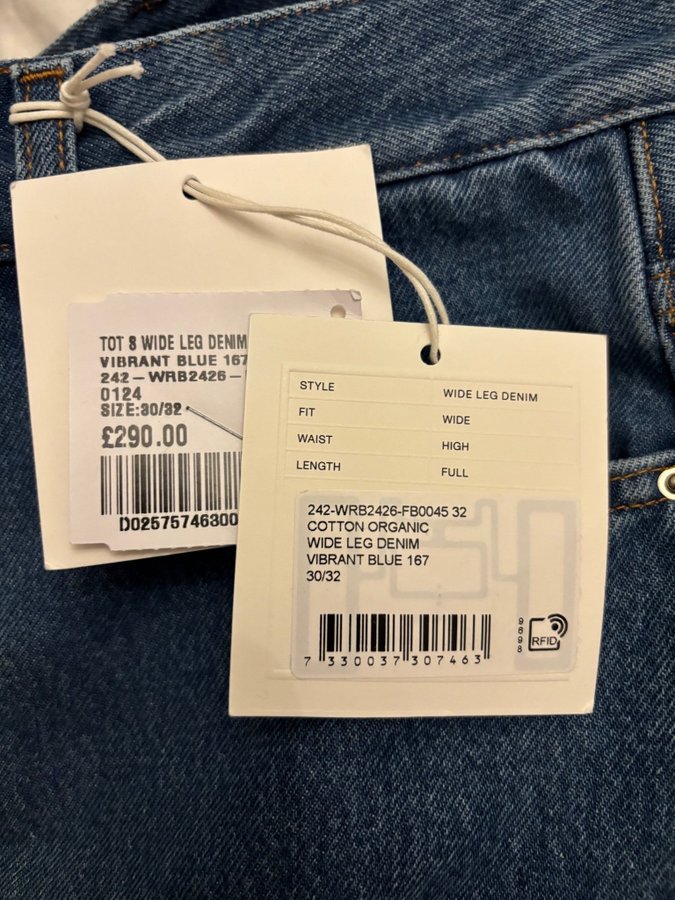 TOT 8 WIDE LEG DENIM
VIBRANT BLUE 167
242-WRB2426-
0124
SIZE:30/32
£290.00
D02575746300
STYLE WIDE LEG DENIM
FIT WIDE
WAIST HIGH
LENGTH FULL
242-WRB2426-FB0045 32
COTTON ORGANIC
WIDE LEG DENIM
VIBRANT BLUE 167
30/32
7 330037 307463
9698
RFID